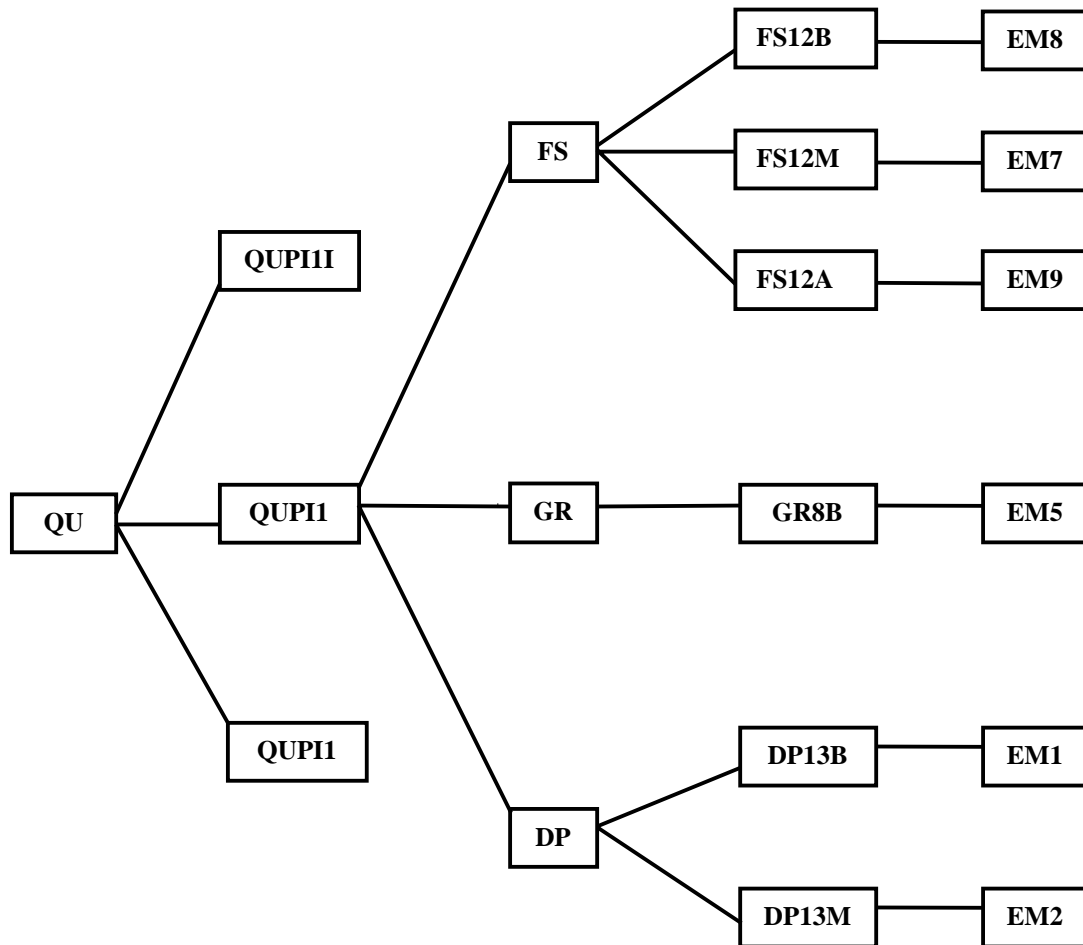 FS12B
EM8
FS
FS12M
EM7
QUPI1I
FS12A
EM9
QU
QUPI1
GR
GR8B
EM5
QUPI1
DP13B
EM1
DP
DP13M
EM2